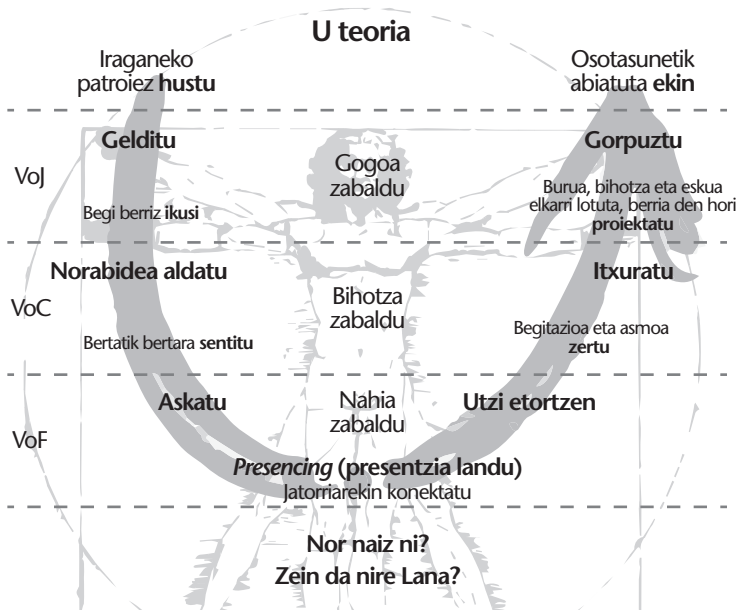 U teoria
Iraganeko
patroiez hustu
Osotasunetik
abiatuta ekin
VoJ
Gelditu
Begi berriz ikusi
Gogoa
zabaldu
Gorpuztu
Burua, bihotza eta eskua
elkarri lotuta, berria den hori
proiektatu
VoC
Norabidea aldatu
Bertatik bertara sentitu
Bihotza
zabaldu
Itxuratu
Begitazioa eta asmoa
zertu
VoF
Askatu
Nahia
zabaldu
Utzi etortzen
Presencing (presentzia landu)
Jatorriarekin konektatu
Nor naiz ni?
Zein da nire Lana?